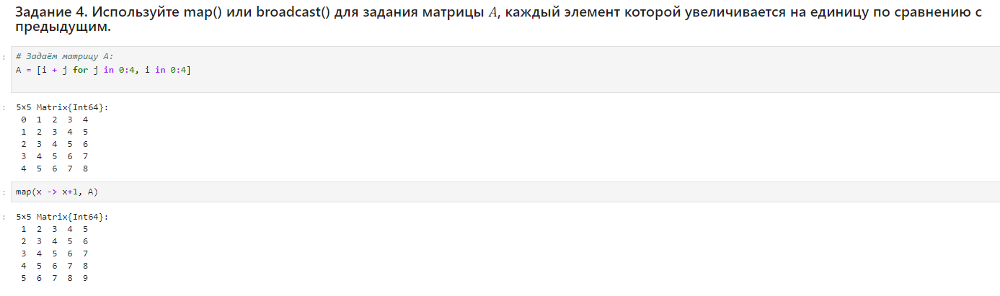 Задание 4. Используйте map() или broadcast() для задания матрицы A, каждый элемент которой увеличивается на единицу по сравнению с
предыдущим.
: # Задаём матрицу A:
A = [i + j for j in 0:4, i in 0:4]
: 5×5 Matrix{Int64}:
0 1 2 3 4
1 2 3 4 5
2 3 4 5 6
3 4 5 6 7
4 5 6 7 8
: map(x -> x+1, A)
: 5×5 Matrix{Int64}:
1 2 3 4 5
2 3 4 5 6
3 4 5 6 7
4 5 6 7 8
5 6 7 8 9